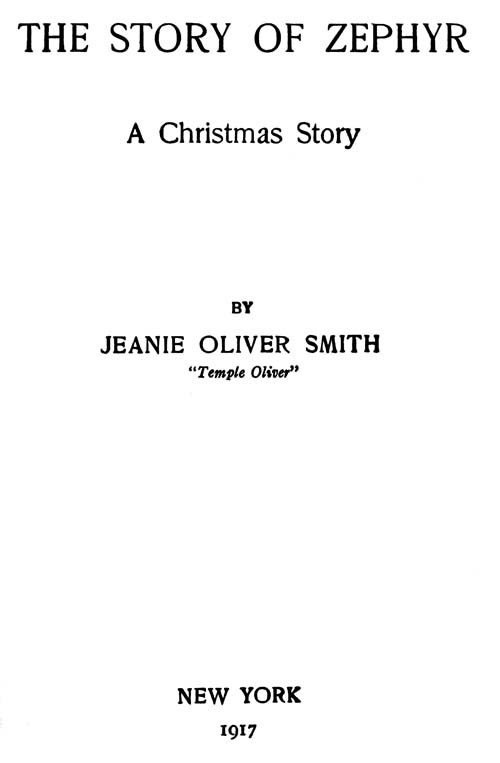 THE STORY OF ZEPHYR
A Christmas Story
BY
JEANIE OLIVER SMITH
"Temple Oliver"
NEW YORK
1917